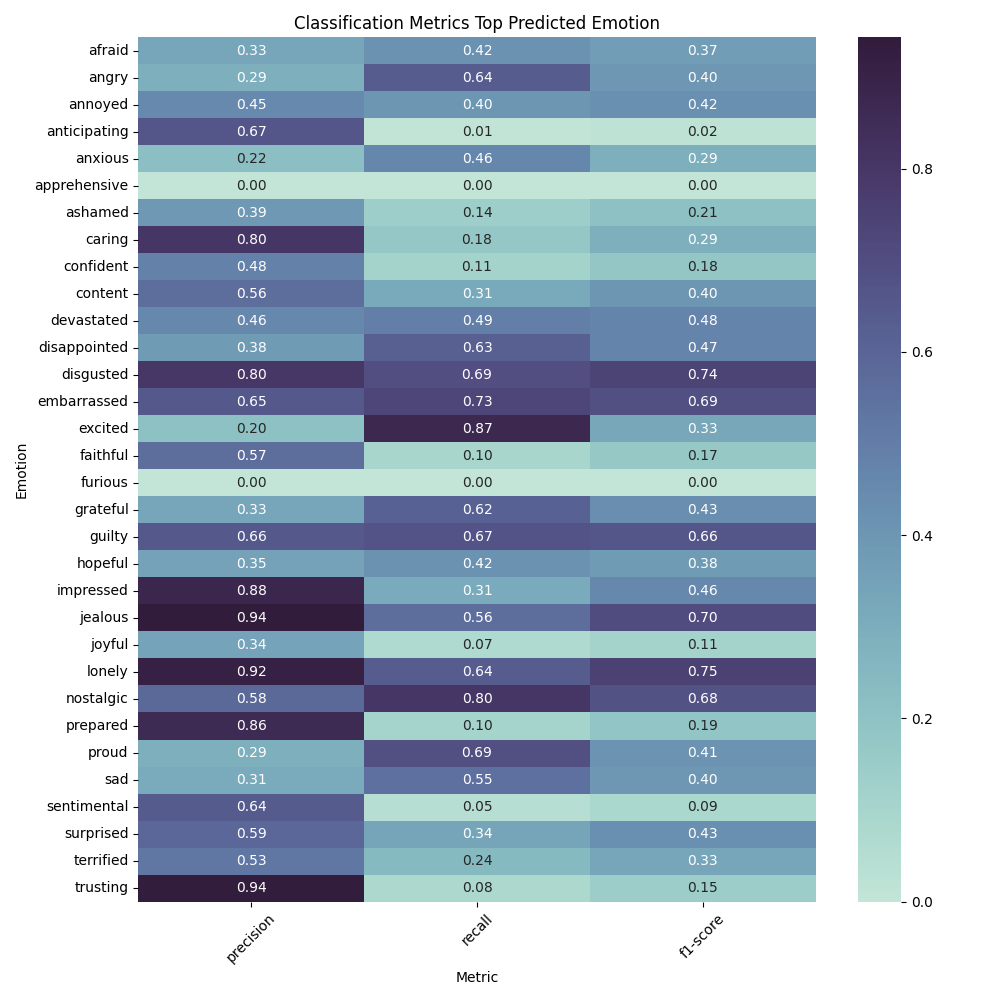 Classification Metrics Top Predicted Emotion
afraid 0.33 0.42 0.37
angry 0.29 0.64 0.40
annoyed 0.45 0.40 0.42
anticipating 0.67 0.01 0.02
anxious 0.22 0.46 0.29
apprehensive 0.00 0.00 0.00
ashamed 0.39 0.14 0.21
caring 0.80 0.18 0.29
confident 0.48 0.11 0.18
content 0.56 0.31 0.40
devastated 0.46 0.49 0.48
disappointed 0.38 0.63 0.47
disgusted 0.80 0.69 0.74
embarrassed 0.65 0.73 0.69
excited 0.20 0.87 0.33
faithful 0.57 0.10 0.17
furious 0.00 0.00 0.00
grateful 0.33 0.62 0.43
guilty 0.66 0.67 0.66
hopeful 0.35 0.42 0.38
impressed 0.88 0.31 0.46
jealous 0.94 0.56 0.70
joyful 0.34 0.07 0.11
lonely 0.92 0.64 0.75
nostalgic 0.58 0.80 0.68
prepared 0.86 0.10 0.19
proud 0.29 0.69 0.41
sad 0.31 0.55 0.40
sentimental 0.64 0.05 0.09
surprised 0.59 0.34 0.43
terrified 0.53 0.24 0.33
trusting 0.94 0.08 0.15
precision recall f1-score
Metric
Emotion
0.8
0.6
0.4
0.2
0.0